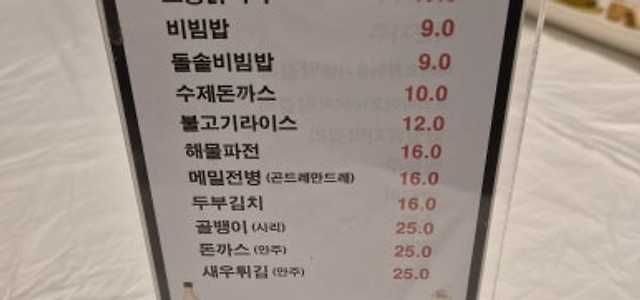 비빔밥 9.0
돌솥비빔밥 9.0
수제돈까스 10.0
불고기라이스 12.0
해물파전 16.0
메밀전병 (곤드레만드레) 16.0
두부김치 16.0
골뱅이 (사리) 25.0
돈까스 (안주) 25.0
새우튀김 (안주) 25.0